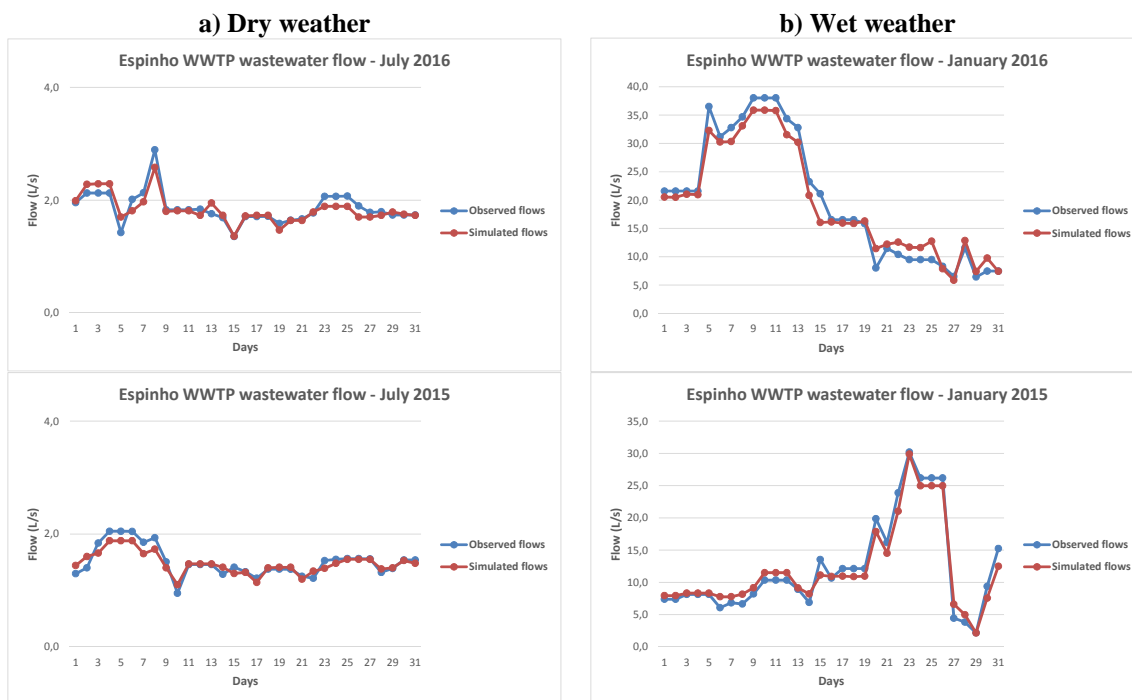 a) Dry weather
b) Wet weather
Espinho WWTP wastewater flow - July 2016
4,0
2,0
0,0
Flow (L/s)
1 3 5 7 9 11 13 15 17 19 21 23 25 27 29 31
Days
Observed flows
Simulated flows
Espinho WWTP wastewater flow - January 2016
40,0
35,0
30,0
25,0
20,0
15,0
10,0
5,0
0,0
Flow (L/s)
1 3 5 7 9 11 13 15 17 19 21 23 25 27 29 31
Days
Observed flows
Simulated flows
Espinho WWTP wastewater flow - July 2015
4,0
2,0
0,0
Flow (L/s)
1 3 5 7 9 11 13 15 17 19 21 23 25 27 29 31
Days
Observed flows
Simulated flows
Espinho WWTP wastewater flow - January 2015
35,0
30,0
25,0
20,0
15,0
10,0
5,0
0,0
Flow (L/s)
1 3 5 7 9 11 13 15 17 19 21 23 25 27 29 31
Days
Observed flows
Simulated flows